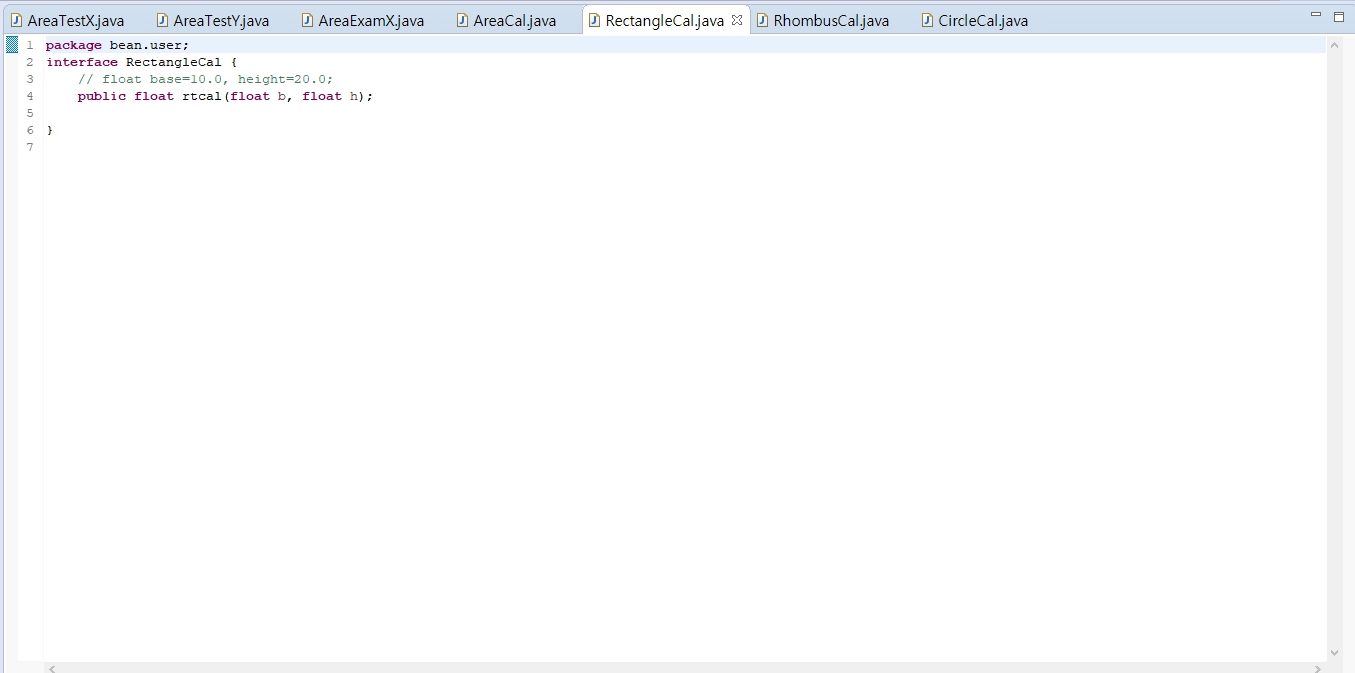 AreaTestX.java AreaTestY.java AreaExamX.java AreaCal.java RectangleCal.java RhombusCal.java CircleCal.java
1 package bean.user;
2 interface RectangleCal {
3 // float base=10.0, height=20.0;
4 public float rtcal(float b, float h);
5
6 }
7